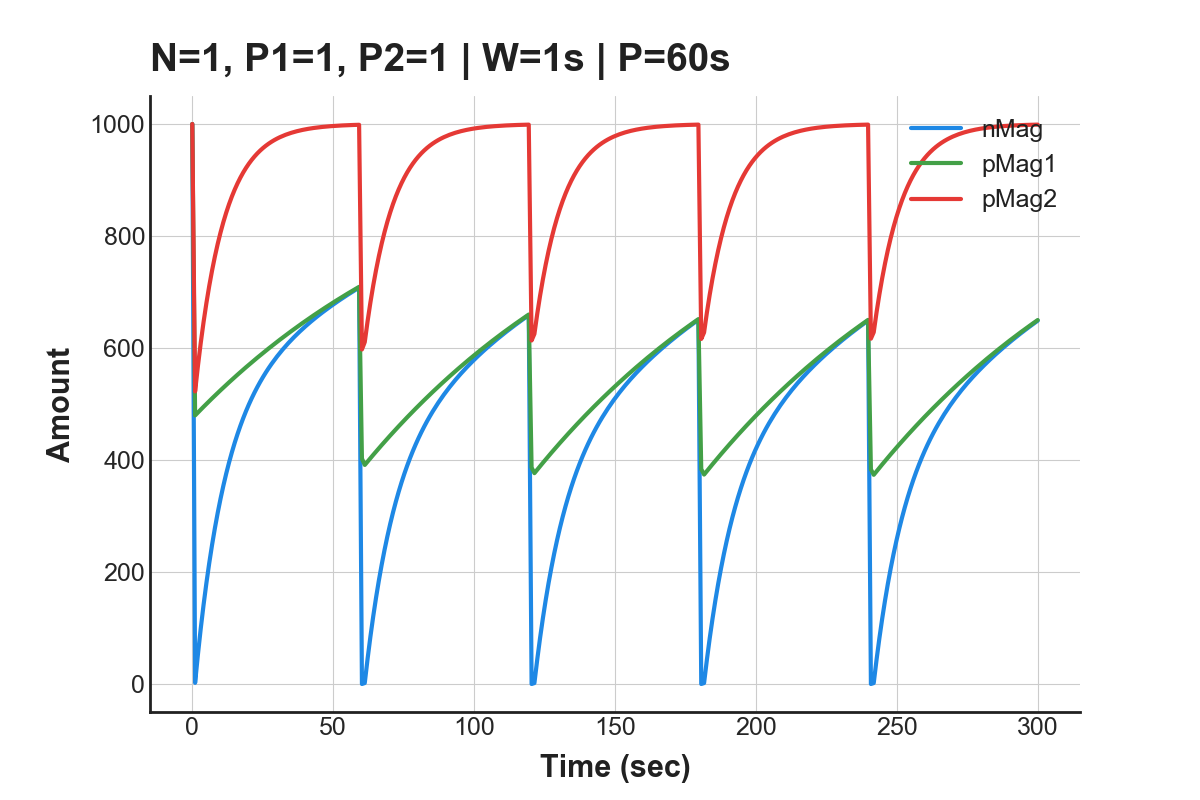 N=1, P1=1, P2=1 | W=1s | P=60s
1000
800
600
400
200
0
Amount
nMag
pMag1
pMag2
0 50 100 150 200 250 300
Time (sec)